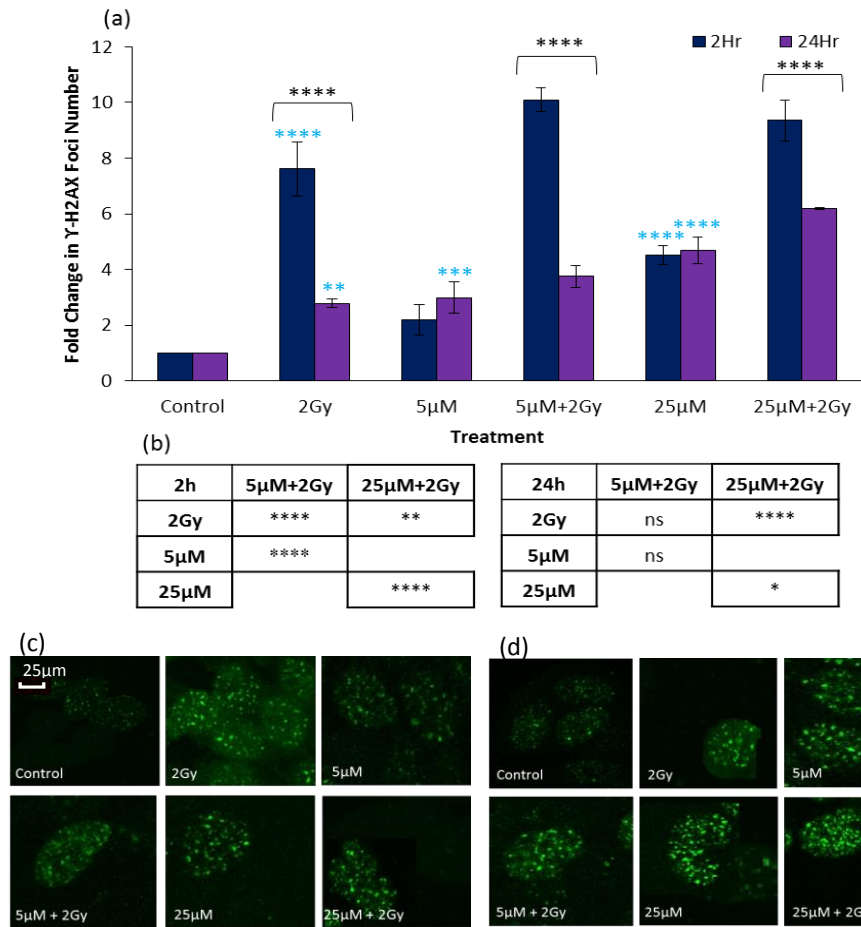 (a)
2Hr 24Hr
12
10
8
6
4
2
0
Fold Change in Y-H2AX Foci Number
****
****
**
***
****
****
****
****
Control 2Gy 5µM 5µM+2Gy 25µM 25µM+2Gy
Treatment
(b)
2h 5µM+2Gy 25µM+2Gy
2Gy **** **
5µM ****
25µM ****
24h 5µM+2Gy 25µM+2Gy
2Gy ns ****
5µM ns
25µM *
(c)
25µm
Control 2Gy 5µM
5µM + 2Gy 25µM 25µM + 2Gy
(d)
Control 2Gy 5µM
5µM + 2Gy 25µM 25µM + 2G